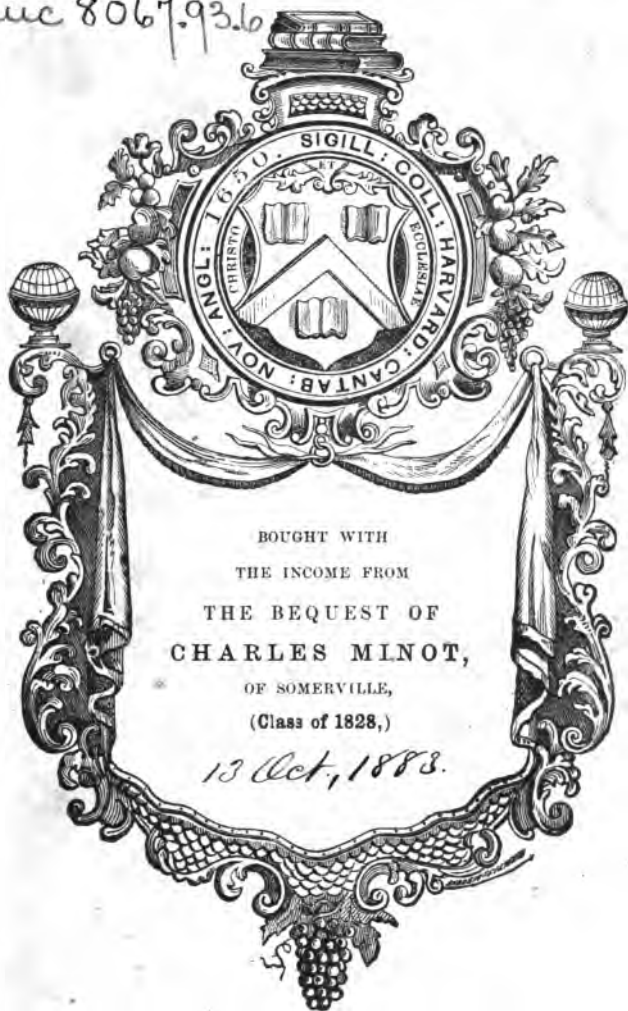 uc 8067.93.6
SIGILL: COLL: HARVARD: CANTAB: NOV: ANGL: 1650.
ET
CHRISTO
ECCLESIAE
BOUGHT WITH
THE INCOME FROM
THE BEQUEST OF
CHARLES MINOT,
OF SOMERVILLE,
(Class of 1828,)
13 Oct., 1883.